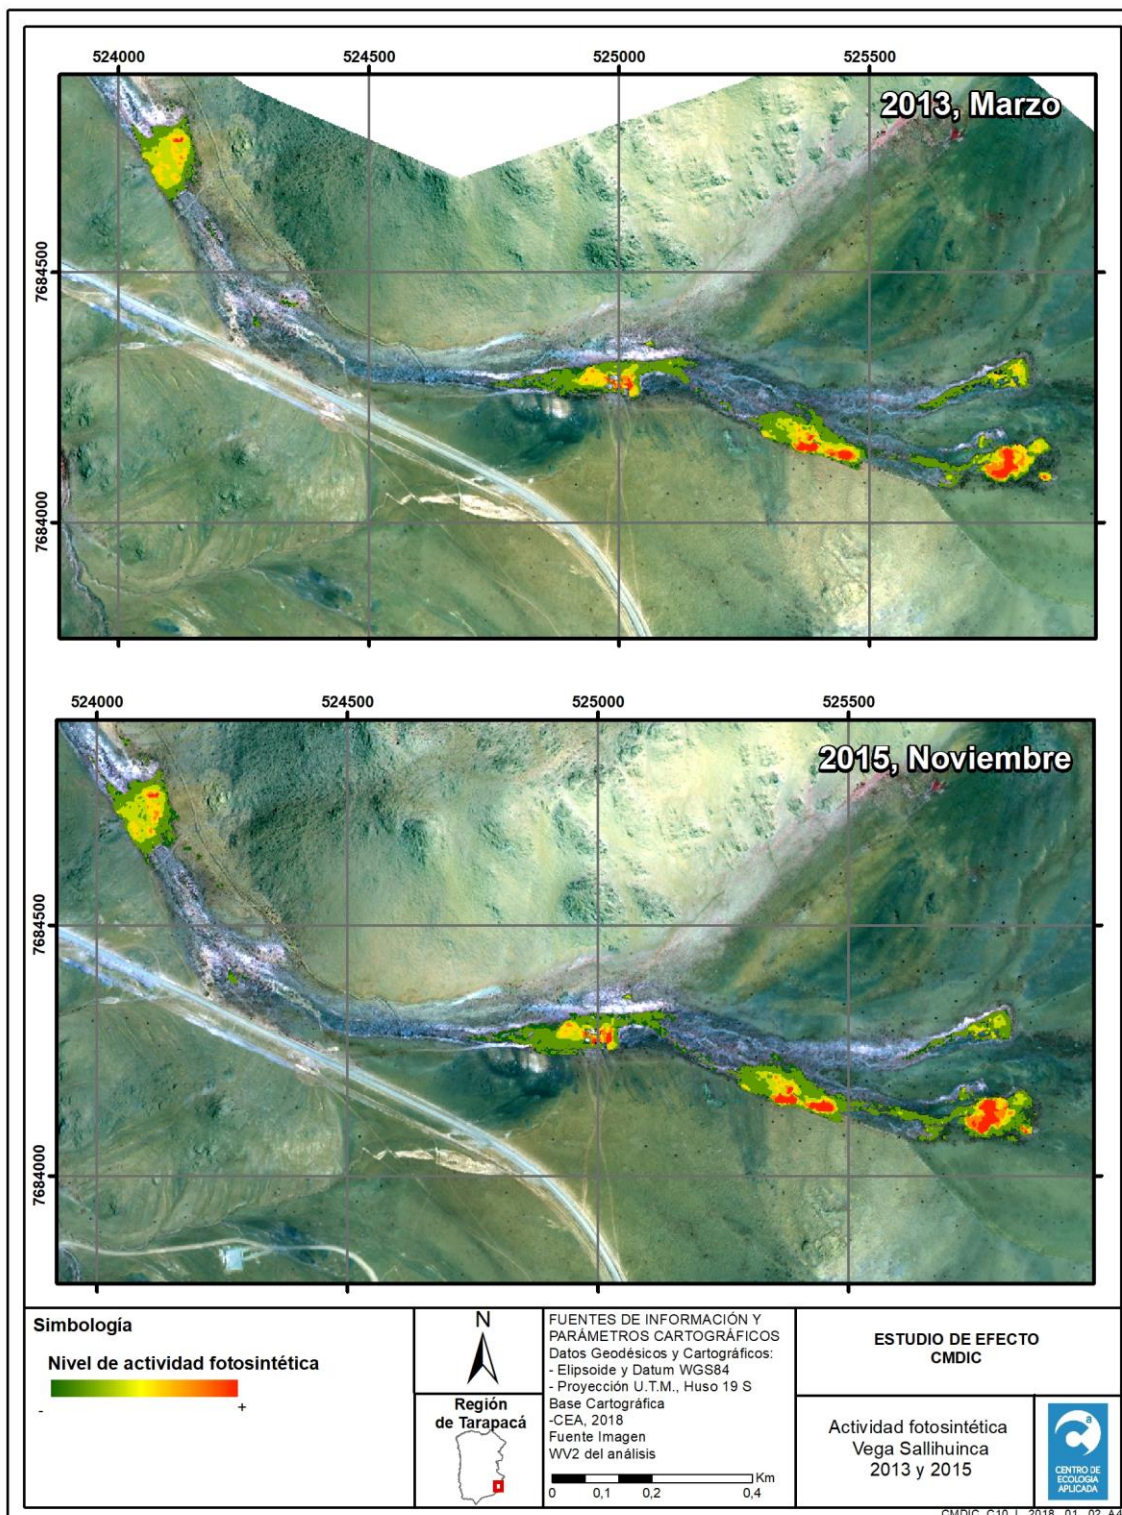 524000 524500 525000 525500
2013, Marzo
7684500
7684000
524000 524500 525000 525500
2015, Noviembre
7684500
7684000
Simbología
Nivel de actividad fotosintética
- +
N
Región
de Tarapacá
FUENTES DE INFORMACIÓN Y
PARÁMETROS CARTOGRÁFICOS
Datos Geodésicos y Cartográficos:
- Elipsoide y Datum WGS84
- Proyección U.T.M., Huso 19 S
Base Cartográfica
-CEA, 2018
Fuente Imagen
WV2 del análisis
Km
0 0,1 0,2 0,4
ESTUDIO DE EFECTO
CMDIC
Actividad fotosintética
Vega Sallihuinca
2013 y 2015
a
CENTRO DE
ECOLOGIA
APLICADA
CMDIC_C10_L_2018_01_02_A4